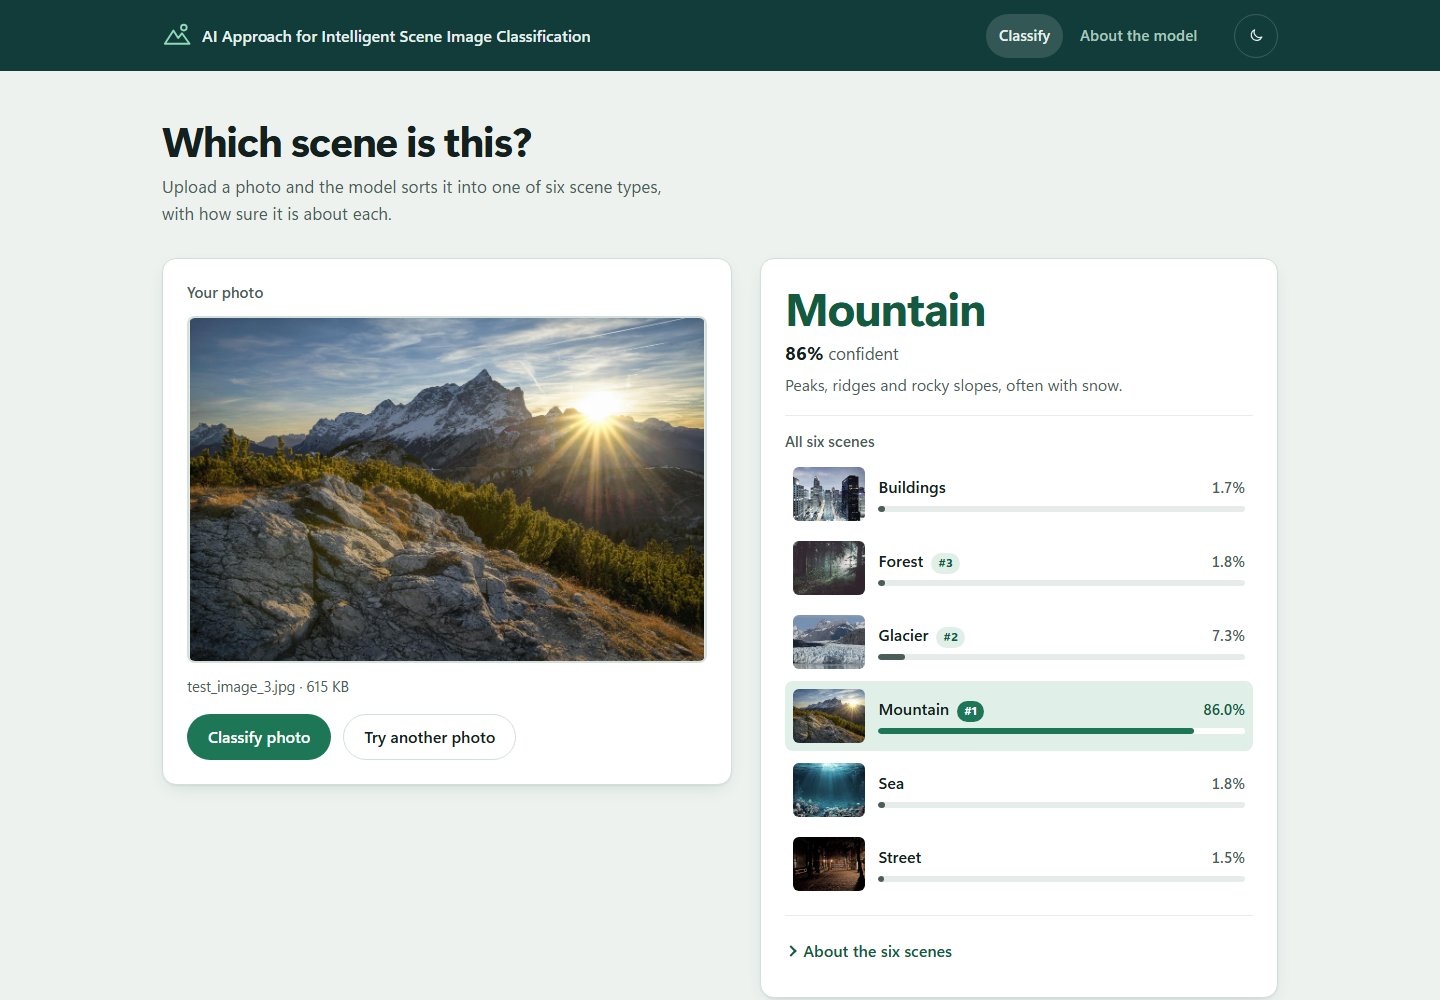 AI Approach for Intelligent Scene Image Classification
Classify
About the model
Which scene is this?
Upload a photo and the model sorts it into one of six scene types,
with how sure it is about each.
Your photo
test_image_3.jpg · 615 KB
Classify photo
Try another photo
Mountain
86% confident
Peaks, ridges and rocky slopes, often with snow.
All six scenes
Buildings 1.7%
Forest #3 1.8%
Glacier #2 7.3%
Mountain #1 86.0%
Sea 1.8%
Street 1.5%
About the six scenes